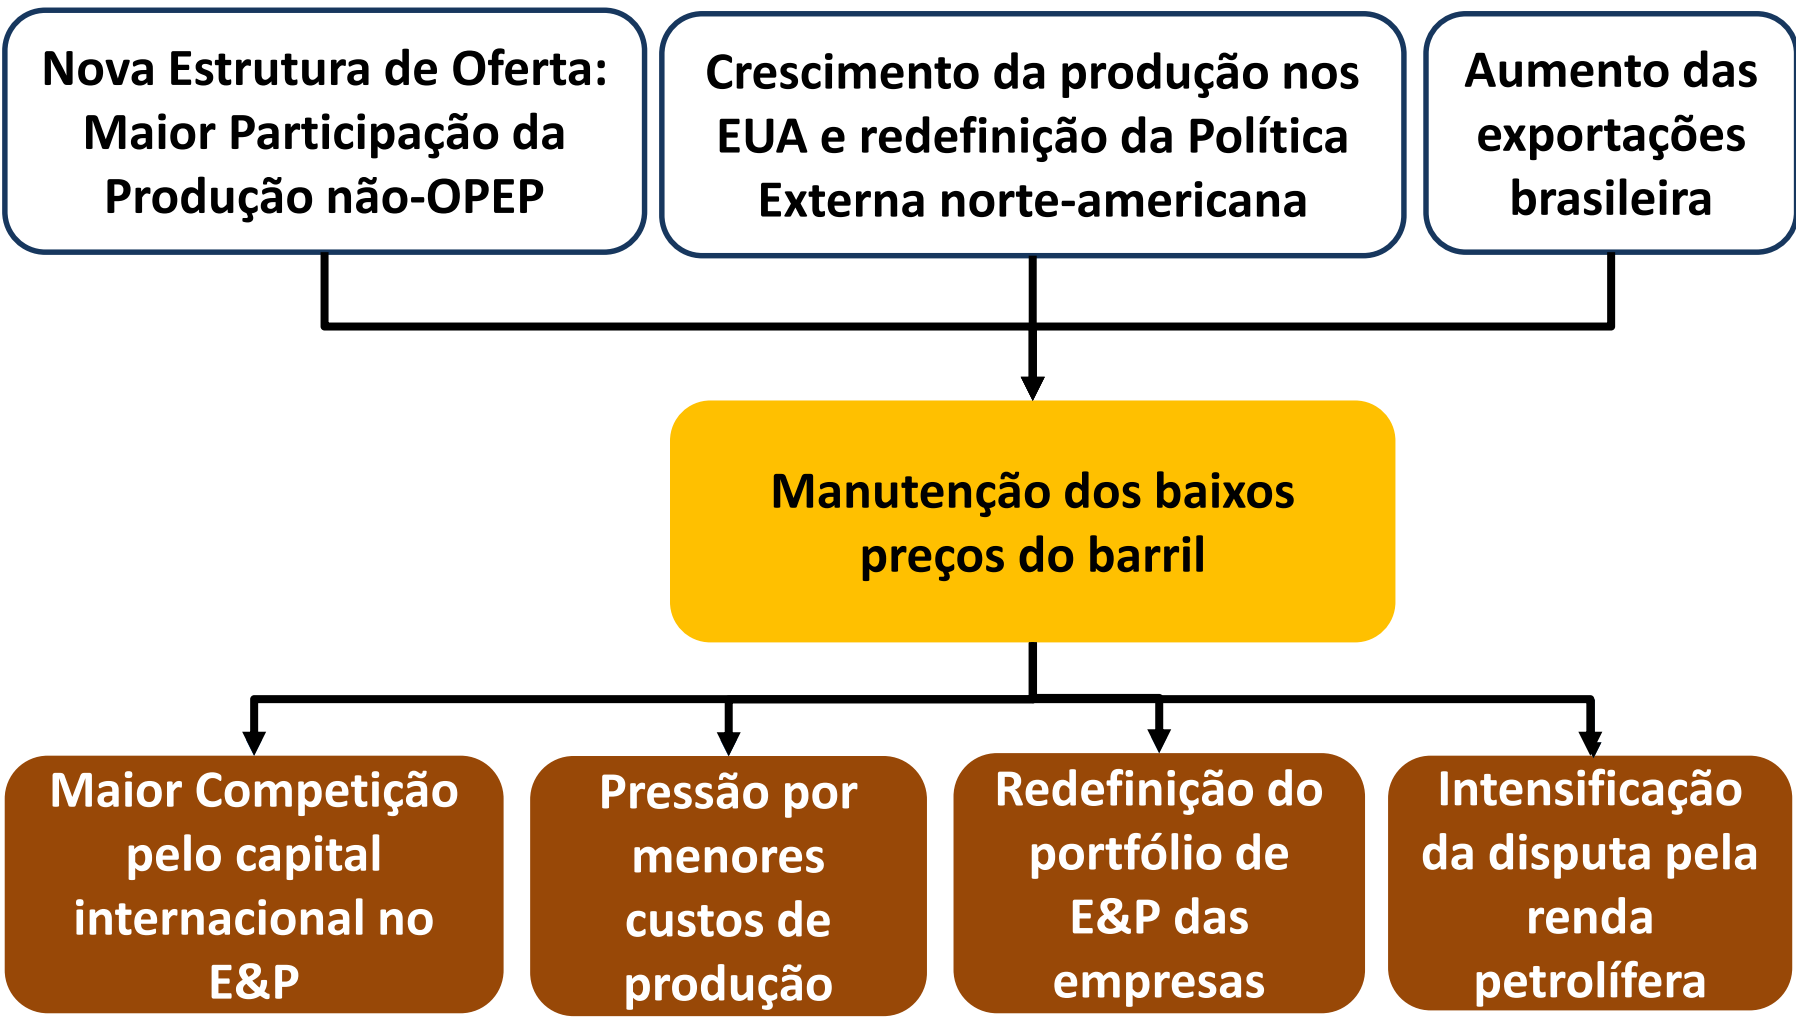 Nova Estrutura de Oferta:
Maior Participação da
Produção não-OPEP
Crescimento da produção nos
EUA e redefinição da Política
Externa norte-americana
Aumento das
exportações
brasileira
Manutenção dos baixos
preços do barril
Maior Competição
pelo capital
internacional no
E&P
Pressão por
menores
custos de
produção
Redefinição do
portfólio de
E&P das
empresas
Intensificação
da disputa pela
renda
petrolífera